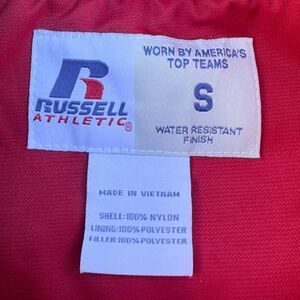 RUSSELL
ATHLETIC®
WORN BY AMERICA'S
TOP TEAMS
S
WATER RESISTANT
FINISH
MADE IN VIETNAM
SHELL:100% NYLON
LINING:100% POLYESTER
FILLER:100% POLYESTER